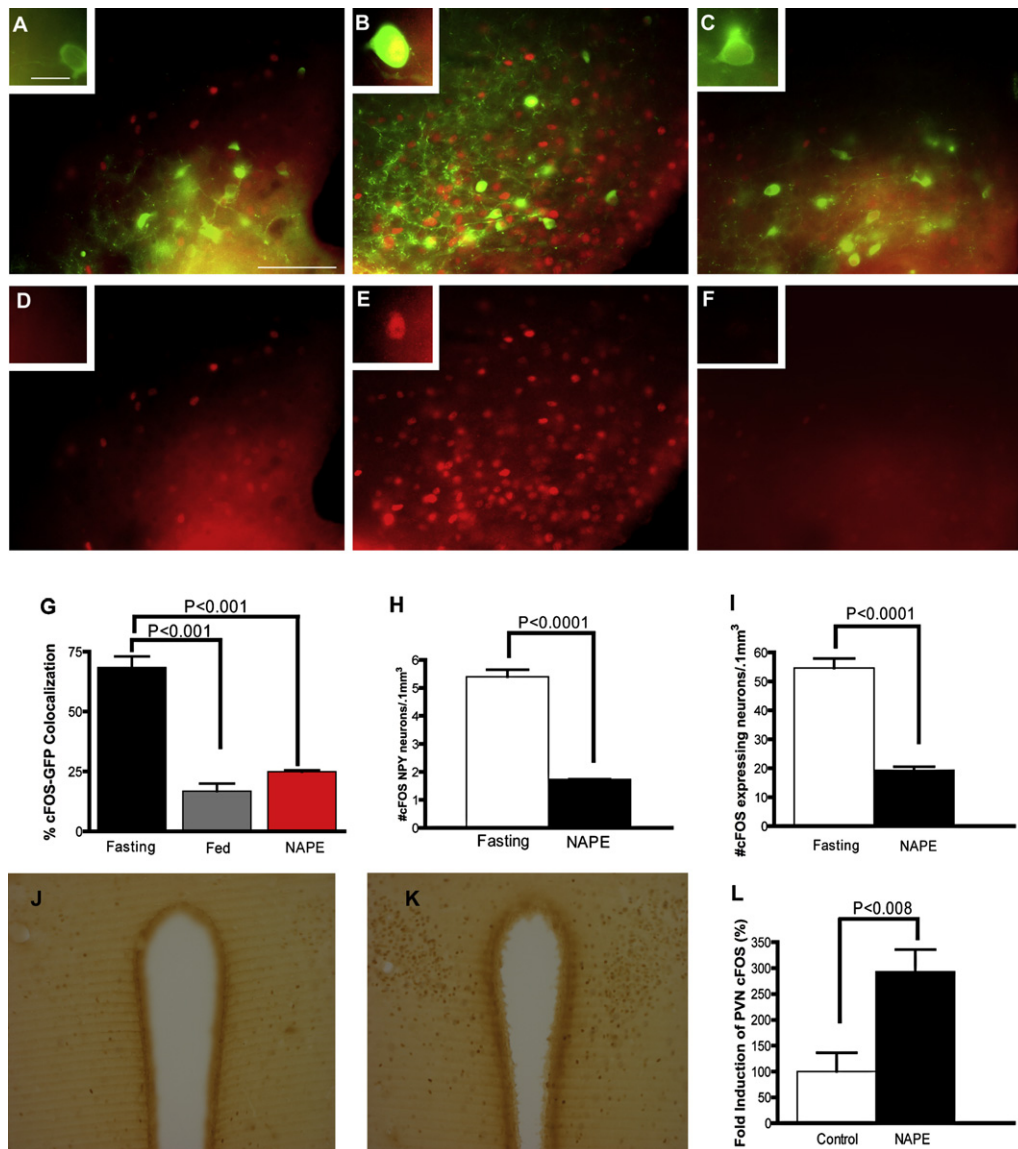 A
B
C
D
E
F
G
P<0.001
P<0.001
% cFOS-GFP Colocalization
75
50
25
0
Fasting Fed NAPE
H
P<0.0001
#cFOS NPY neurons/.1mm³
6
5
4
3
2
1
0
Fasting NAPE
I
P<0.0001
#cFOS expressing neurons/.1mm³
60
50
40
30
20
10
0
Fasting NAPE
J
K
L
P<0.008
Fold Induction of PVN cFOS (%)
350
300
250
200
150
100
50
0
Control NAPE